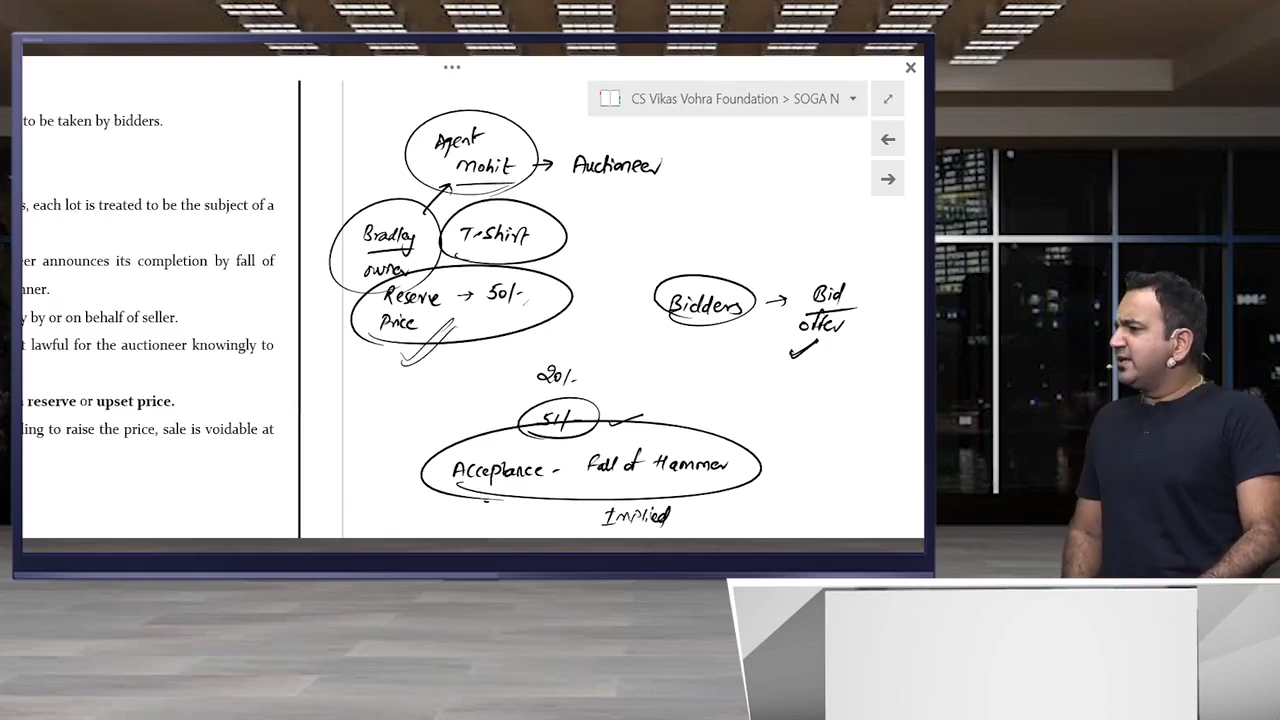 CS Vikas Vohra Foundation > SOGA N
to be taken by bidders.
s, each lot is treated to be the subject of a
er announces its completion by fall of
nner.
y by or on behalf of seller.
t lawful for the auctioneer knowingly to
reserve or upset price.
ding to raise the price, sale is voidable at
Agent
Mohit → Auctioneer
Bradley
owner
T-Shirt
Reserve → 50/-
Price
Bidders → Bid
offer
20/-
51/-
Acceptance - Fall of Hammer
Implied